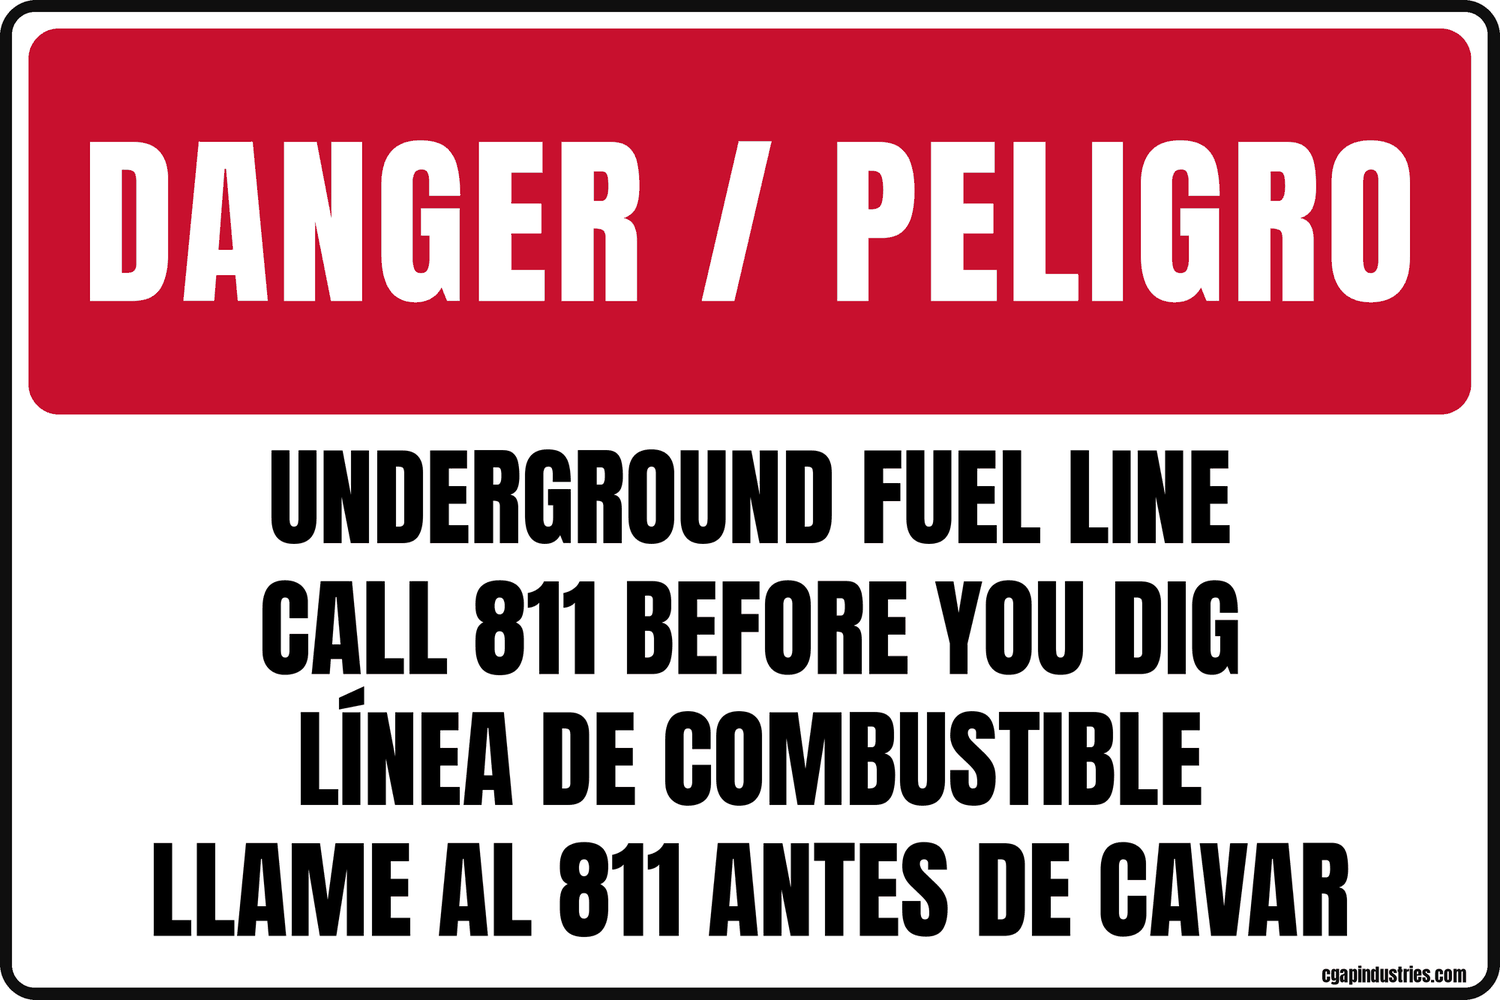 DANGER / PELIGRO
UNDERGROUND FUEL LINE
CALL 811 BEFORE YOU DIG
LÍNEA DE COMBUSTIBLE
LLAME AL 811 ANTES DE CAVAR
cgapindustries.com